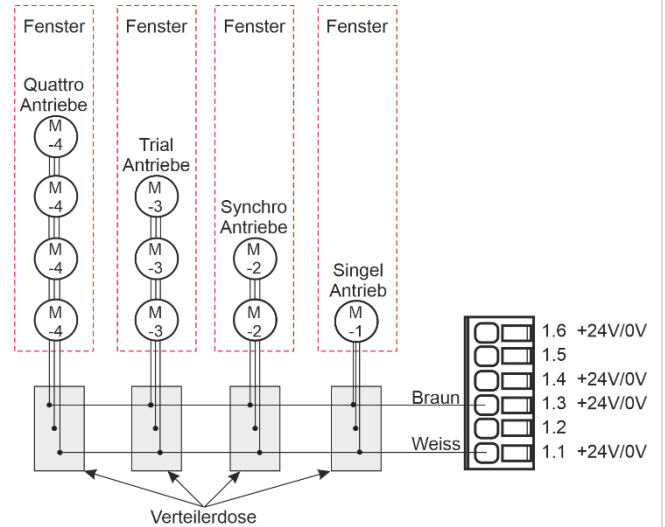 Fenster
Fenster
Fenster
Fenster
Quattro
Antriebe
M
-4
M
-4
M
-4
M
-4
Trial
Antriebe
M
-3
M
-3
M
-3
Synchro
Antriebe
M
-2
M
-2
Singel
Antrieb
M
-1
1.6 +24V/0V
1.5
1.4 +24V/0V
Braun
1.3 +24V/0V
1.2
Weiss
1.1 +24V/0V
Verteilerdose